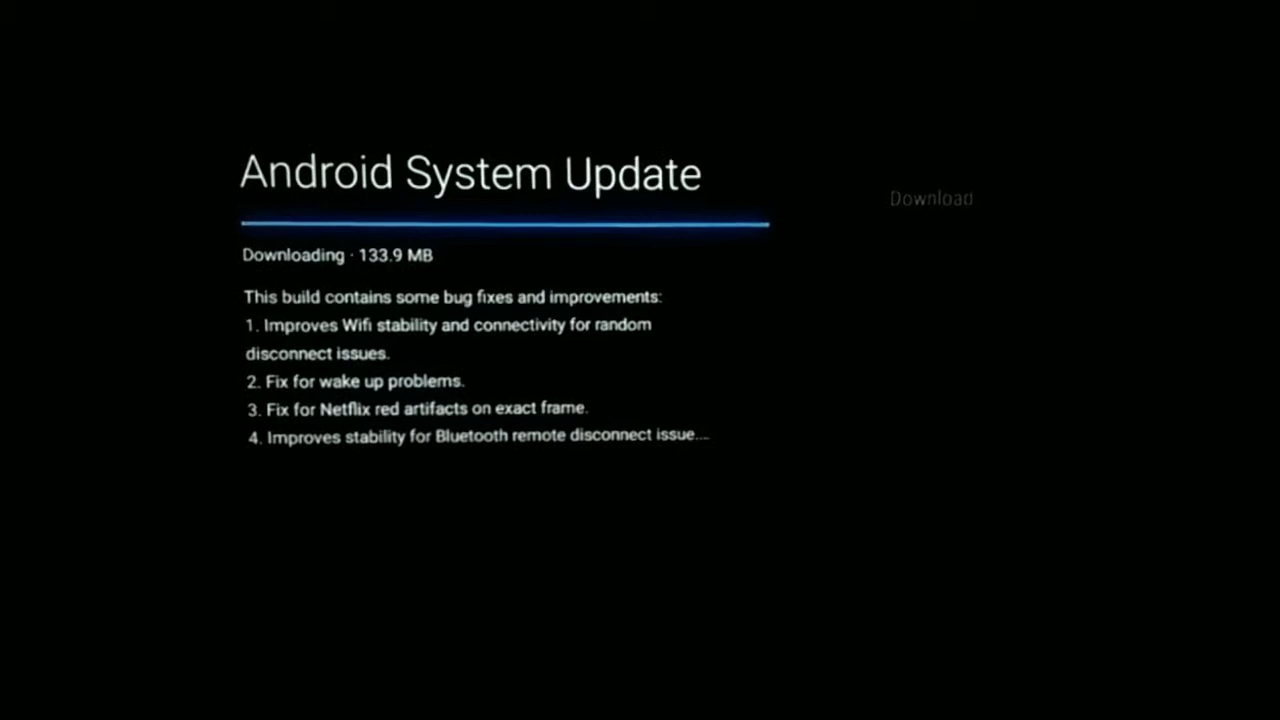 Android System Update
Download
Downloading · 133.9 MB
This build contains some bug fixes and improvements:
1. Improves Wifi stability and connectivity for random
disconnect issues.
2. Fix for wake up problems.
3. Fix for Netflix red artifacts on exact frame.
4. Improves stability for Bluetooth remote disconnect issue....